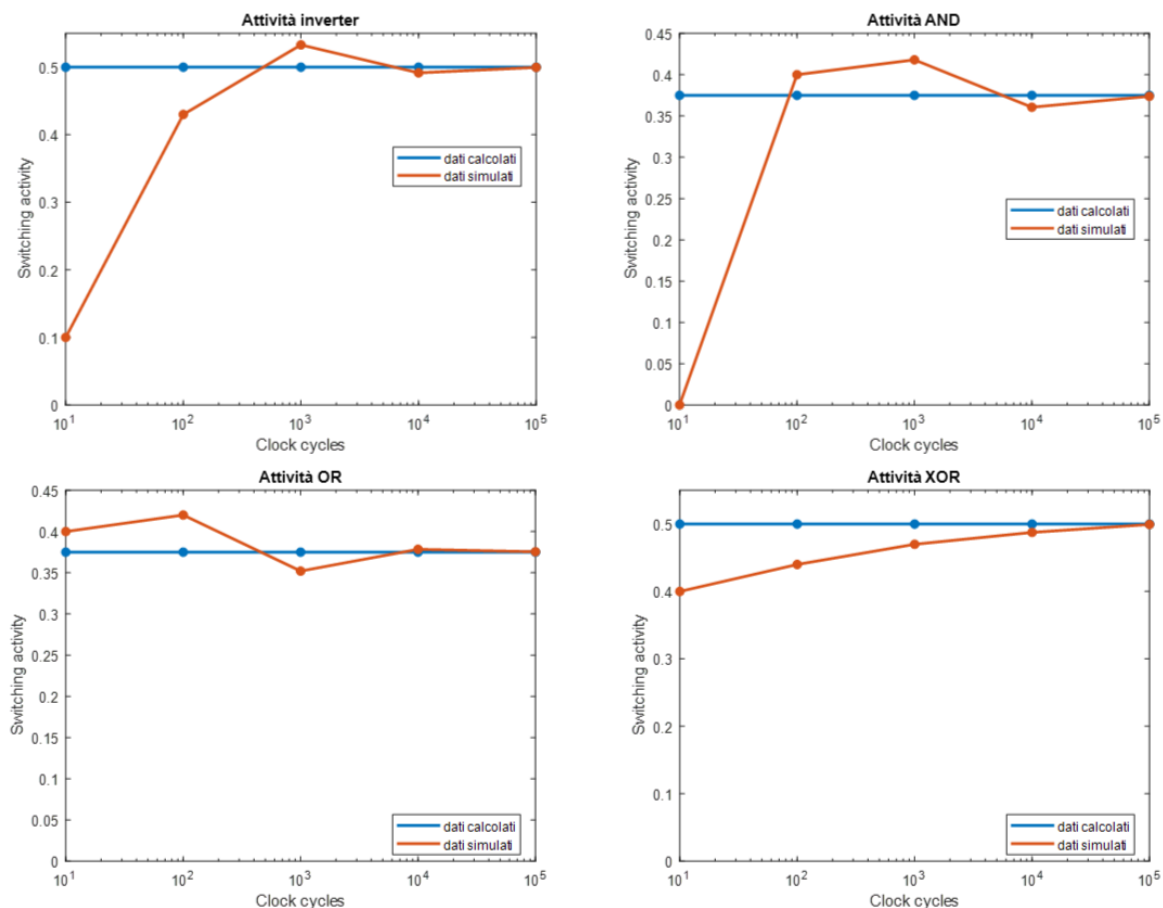 Attività inverter
Switching activity
0.5
0.4
0.3
0.2
0.1
0
dati calcolati
dati simulati
10^1 10^2 10^3 10^4 10^5
Clock cycles
Attività AND
Switching activity
0.45
0.4
0.35
0.3
0.25
0.2
0.15
0.1
0.05
0
dati calcolati
dati simulati
10^1 10^2 10^3 10^4 10^5
Clock cycles
Attività OR
Switching activity
0.45
0.4
0.35
0.3
0.25
0.2
0.15
0.1
0.05
0
dati calcolati
dati simulati
10^1 10^2 10^3 10^4 10^5
Clock cycles
Attività XOR
Switching activity
0.5
0.4
0.3
0.2
0.1
0
dati calcolati
dati simulati
10^1 10^2 10^3 10^4 10^5
Clock cycles